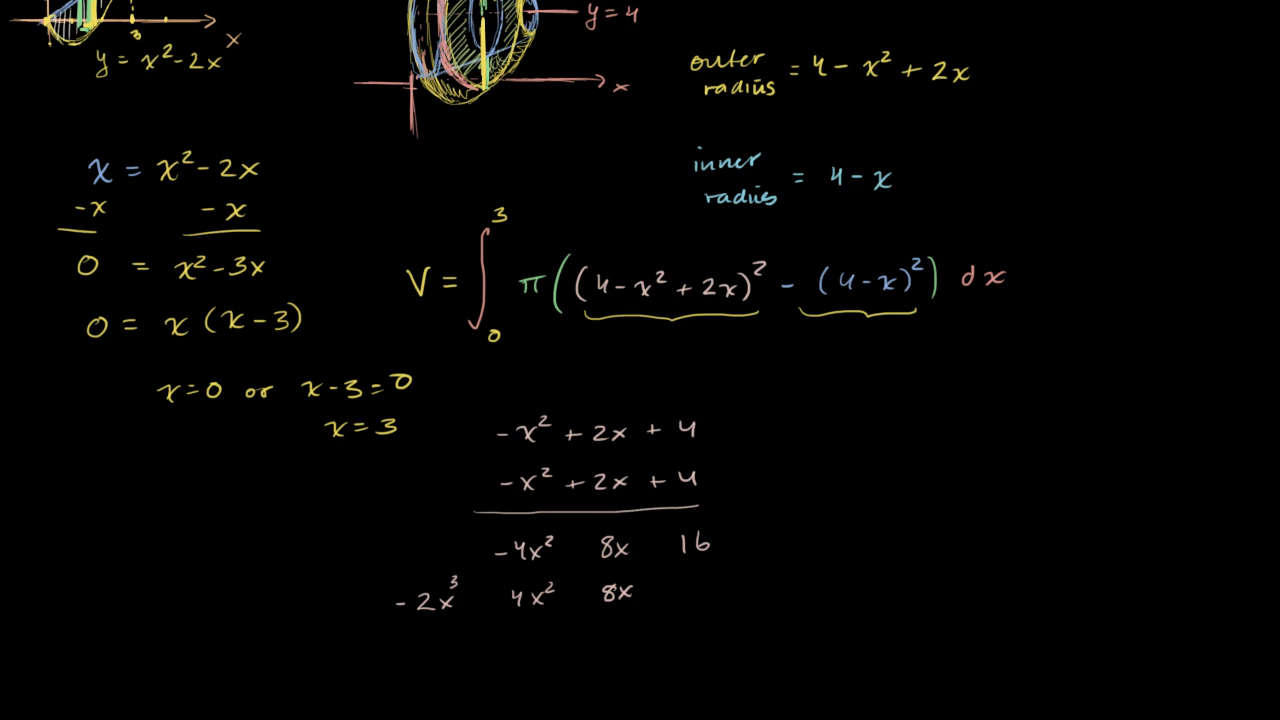 3
x
y = x² - 2x
y = 4
x
outer radius = 4 - x² + 2x
inner radius = 4 - x
x = x² - 2x
-x - x
0 = x² - 3x
0 = x (x - 3)
x = 0 or x - 3 = 0
x = 3
V = ∫₀³ π((4 - x² + 2x)² - (4 - x)²) dx
-x² + 2x + 4
-x² + 2x + 4
-4x² 8x 16
-2x³ 4x² 8x